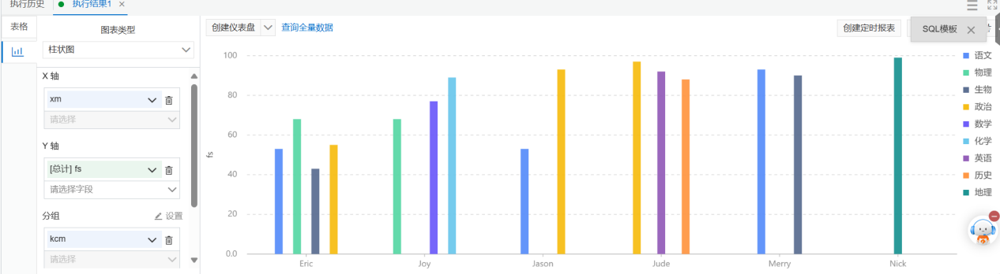 执行历史
执行结果1
表格
图表类型
柱状图
X 轴
xm
请选择
Y 轴
[总计] fs
请选择字段
分组
设置
kcm
请选择
创建仪表盘
查询全量数据
创建定时报表
SQL模板
100
80
60
40
20
0.0
fs
Eric
Joy
Jason
Jude
Merry
Nick
语文
物理
生物
政治
数学
化学
英语
历史
地理